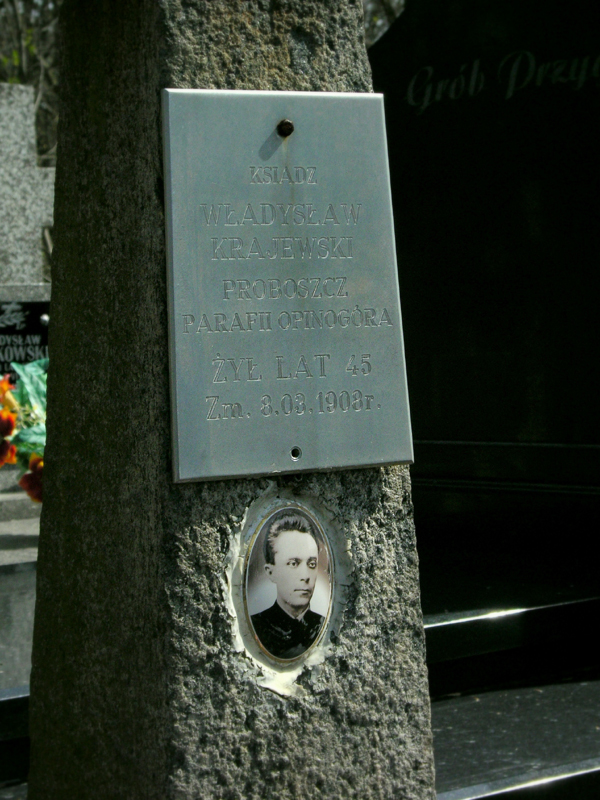 KSIĄDZ
WŁADYSŁAW
KRAJEWSKI
PROBOSZCZ
PARAFII OPINOGÓRA
ŻYŁ LAT 45
Zm. 8.03.1908r.
Grób